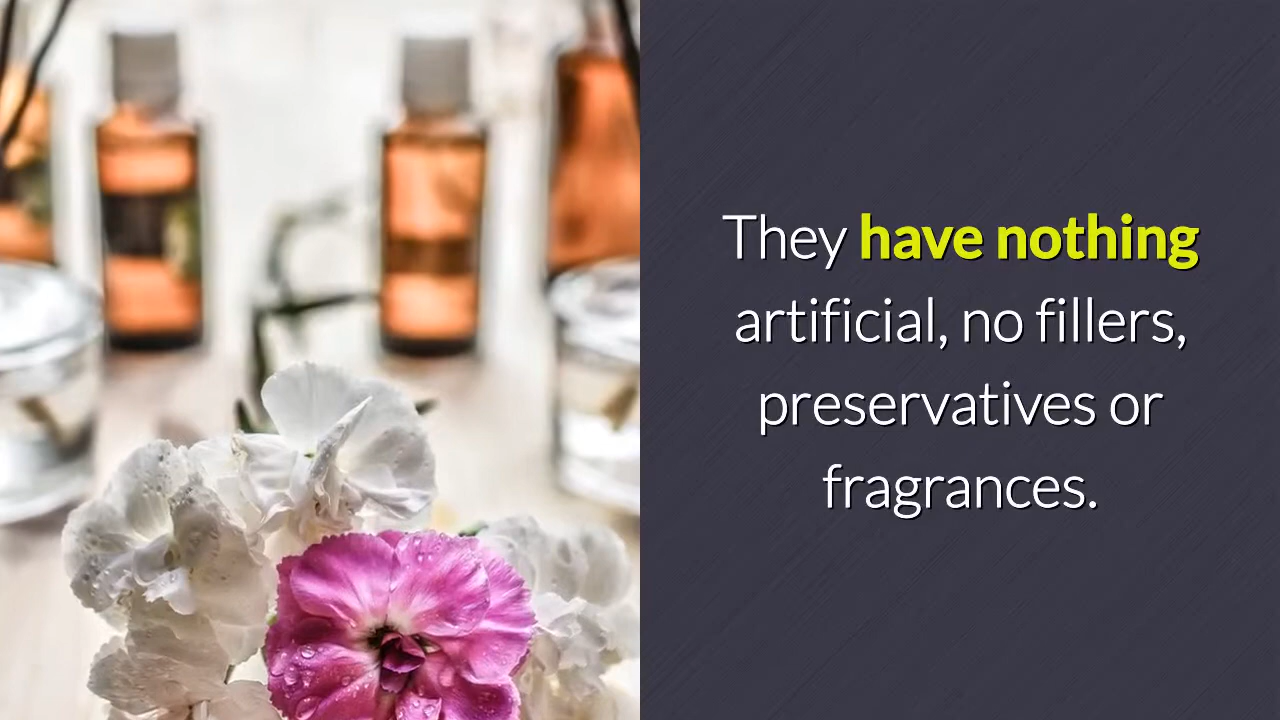 They have nothing
artificial, no fillers,
preservatives or
fragrances.